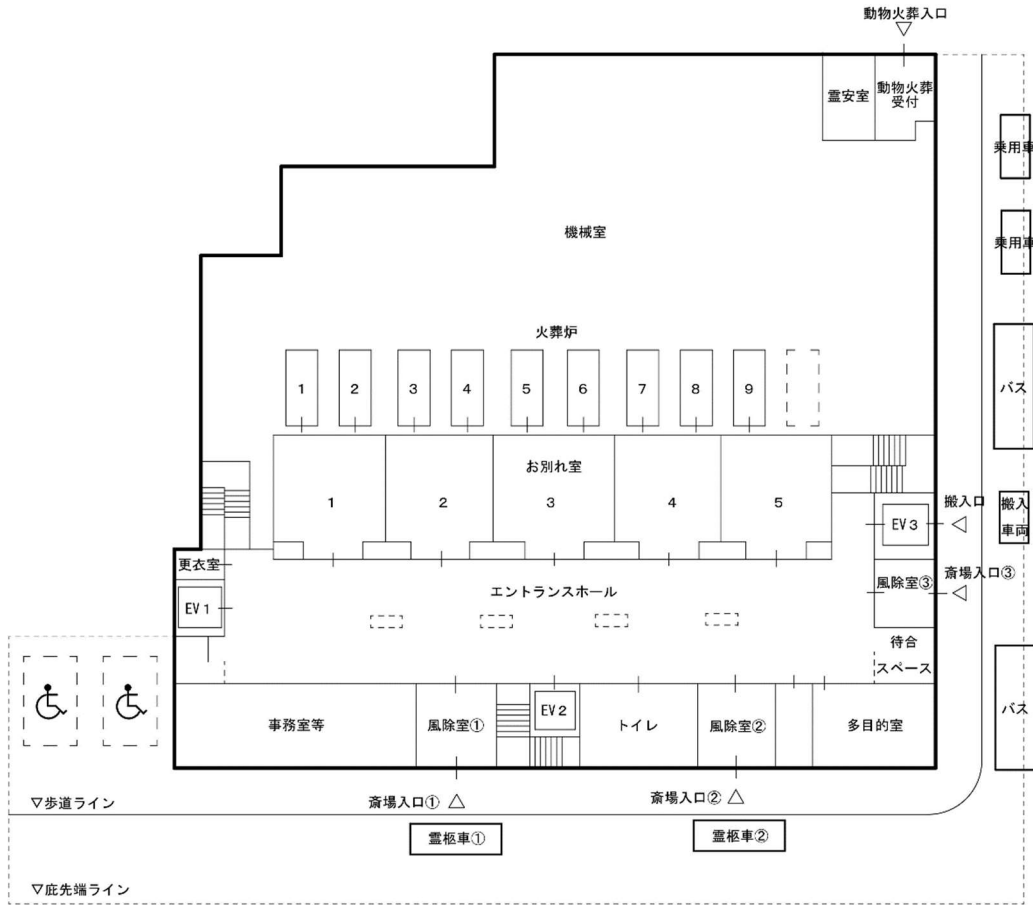 動物火葬入口
霊安室
動物火葬
受付
乗用車
乗用車
機械室
火葬炉
1
2
3
4
5
6
7
8
9
バス
お別れ室
1
2
3
4
5
搬入口
搬入
車両
EV3
更衣室
エントランスホール
風除室③
斎場入口③
EV1
待合
スペース
事務室等
風除室①
EV2
トイレ
風除室②
多目的室
バス
▽歩道ライン
斎場入口①
斎場入口②
霊柩車①
霊柩車②
▽庇先端ライン